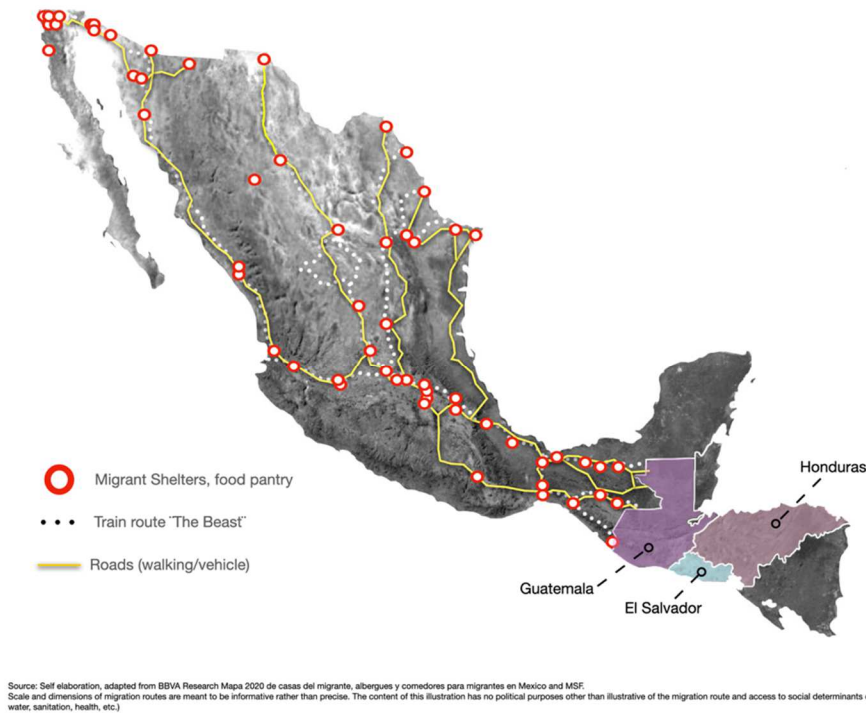 Migrant Shelters, food pantry
Train route ¨The Beast¨
Roads (walking/vehicle)
Honduras
Guatemala
El Salvador
Source: Self elaboration, adapted from BBVA Research Mapa 2020 de casas del migrante, albergues y comedores para migrantes en Mexico and MSF.
Scale and dimensions of migration routes are meant to be informative rather than precise. The content of this illustration has no political purposes other than illustrative of the migration route and access to social determinants
water, sanitation, health, etc.)